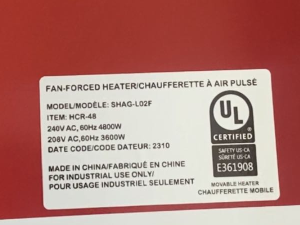 FAN-FORCED HEATER/CHAUFFERETTE À AIR PULSÉ
MODEL/MODÈLE: SHAG-L02F
ITEM: HCR-48
240V AC, 60Hz 4800W
208V AC, 60Hz 3600W
DATE CODE/CODE DATEUR: 2310
MADE IN CHINA/FABRIQUÉ EN CHINE
FOR INDUSTRIAL USE ONLY/
POUR USAGE INDUSTRIEL SEULEMENT
UL
®
CERTIFIED
SAFETY US-CA
SÛRETÉ US-CA
E361908
MOVABLE HEATER
CHAUFFERETTE MOBILE